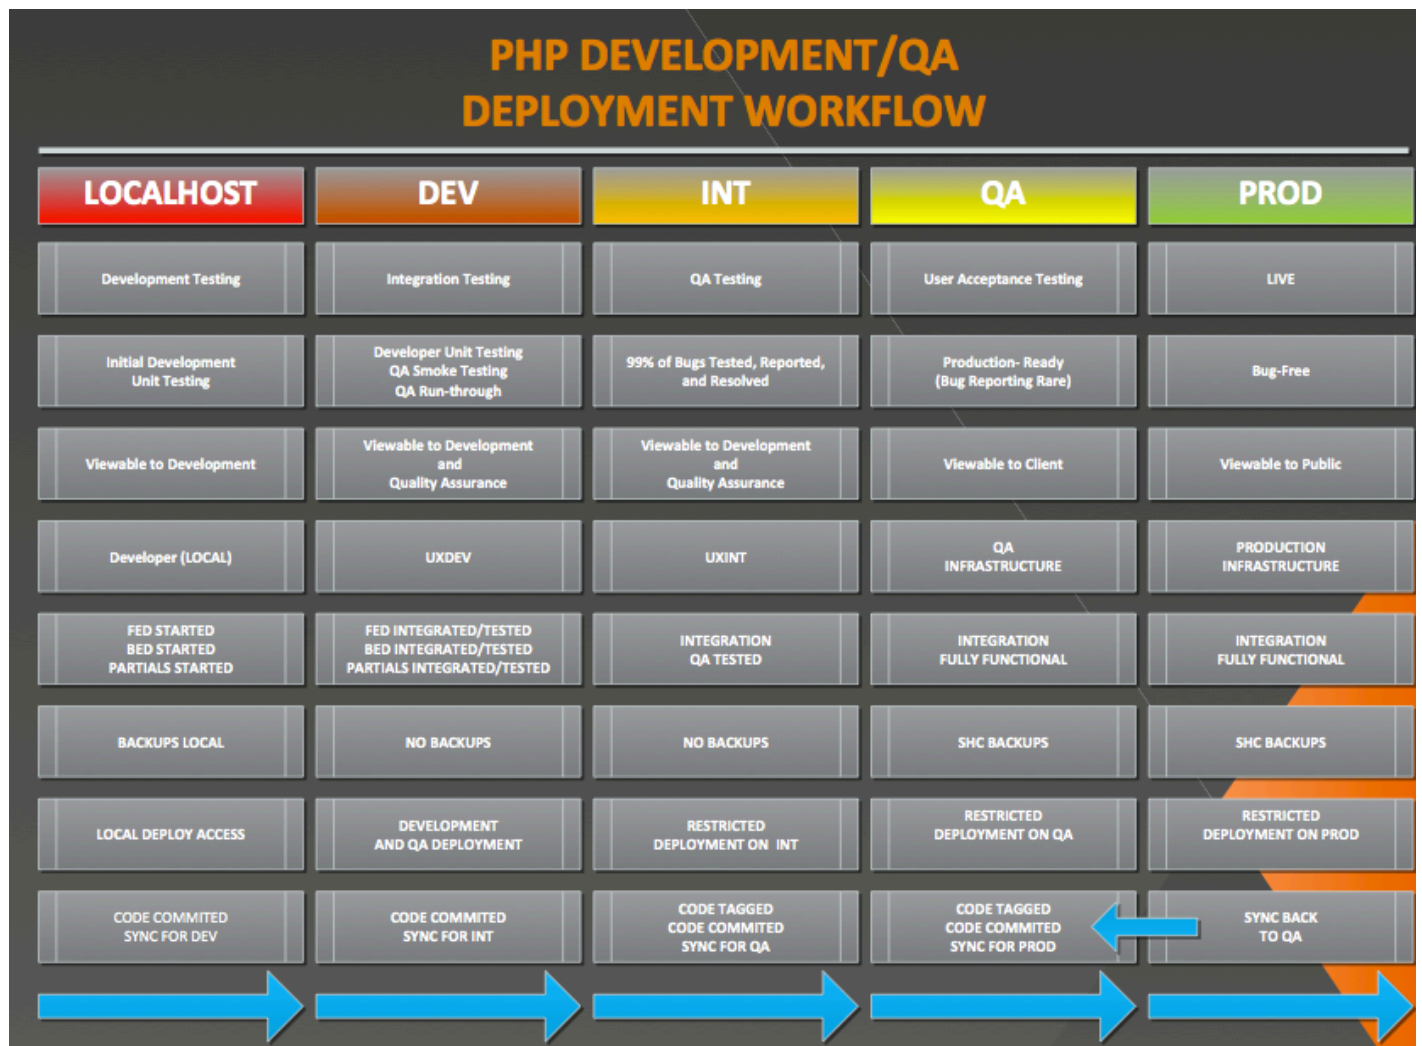 PHP DEVELOPMENT/QA
DEPLOYMENT WORKFLOW
LOCALHOST
DEV
INT
QA
PROD
Development Testing
Integration Testing
QA Testing
User Acceptance Testing
LIVE
Initial Development
Unit Testing
Developer Unit Testing
QA Smoke Testing
QA Run-through
99% of Bugs Tested, Reported,
and Resolved
Production- Ready
(Bug Reporting Rare)
Bug-Free
Viewable to Development
Viewable to Development
and
Quality Assurance
Viewable to Development
and
Quality Assurance
Viewable to Client
Viewable to Public
Developer (LOCAL)
UXDEV
UXINT
QA
INFRASTRUCTURE
PRODUCTION
INFRASTRUCTURE
FED STARTED
BED STARTED
PARTIALS STARTED
FED INTEGRATED/TESTED
BED INTEGRATED/TESTED
PARTIALS INTEGRATED/TESTED
INTEGRATION
QA TESTED
INTEGRATION
FULLY FUNCTIONAL
INTEGRATION
FULLY FUNCTIONAL
BACKUPS LOCAL
NO BACKUPS
NO BACKUPS
SHC BACKUPS
SHC BACKUPS
LOCAL DEPLOY ACCESS
DEVELOPMENT
AND QA DEPLOYMENT
RESTRICTED
DEPLOYMENT ON INT
RESTRICTED
DEPLOYMENT ON QA
RESTRICTED
DEPLOYMENT ON PROD
CODE COMMITED
SYNC FOR DEV
CODE COMMITED
SYNC FOR INT
CODE TAGGED
CODE COMMITED
SYNC FOR QA
CODE TAGGED
CODE COMMITED
SYNC FOR PROD
SYNC BACK
TO QA